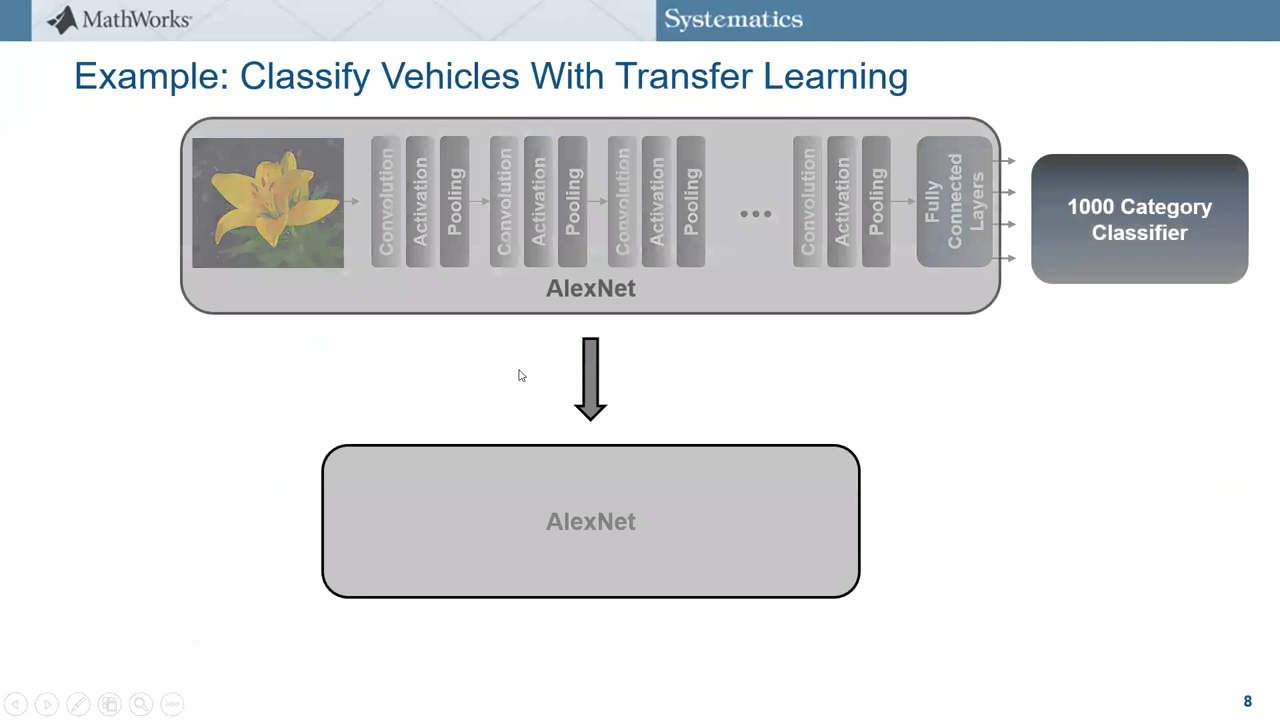 MathWorks®
Systematics
Example: Classify Vehicles With Transfer Learning
Convolution
Activation
Pooling
Convolution
Activation
Pooling
Convolution
Activation
Pooling
...
Convolution
Activation
Pooling
Fully
Connected
Layers
1000 Category
Classifier
AlexNet
AlexNet
8